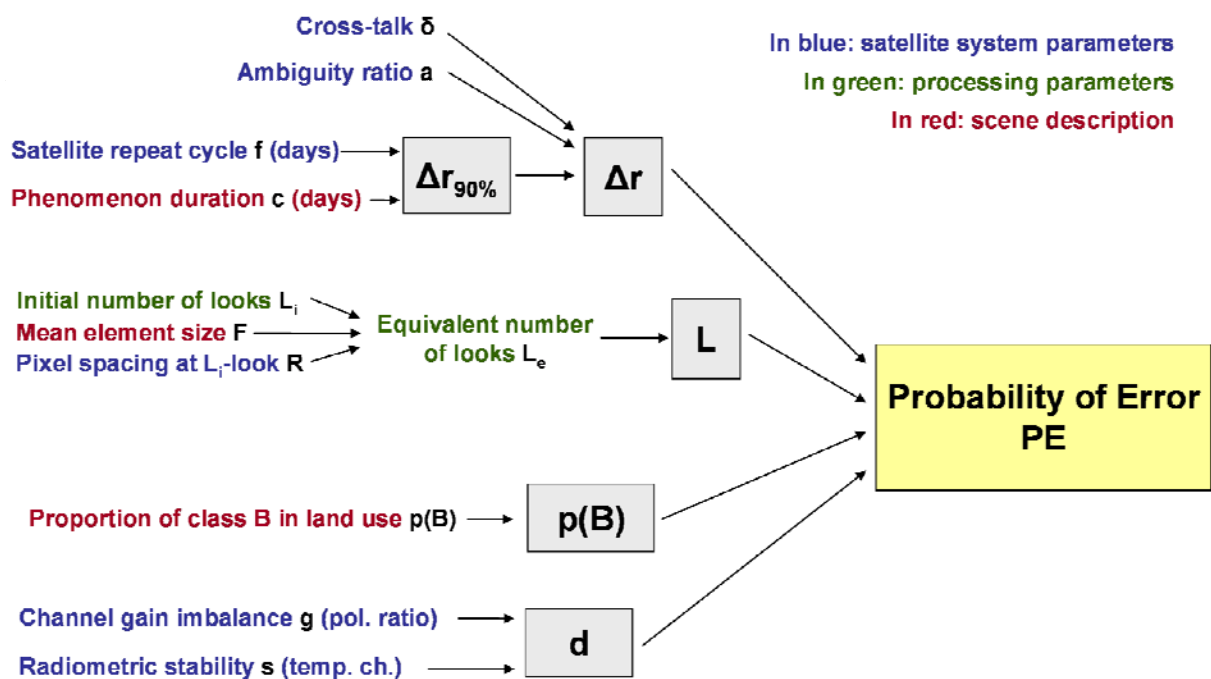 Cross-talk δ
Ambiguity ratio a
In blue: satellite system parameters
In green: processing parameters
In red: scene description
Satellite repeat cycle f (days)
Phenomenon duration c (days)
Δr90%
Δr
Initial number of looks Li
Mean element size F
Pixel spacing at Li-look R
Equivalent number
of looks Le
L
Probability of Error
PE
Proportion of class B in land use p(B)
p(B)
Channel gain imbalance g (pol. ratio)
Radiometric stability s (temp. ch.)
d